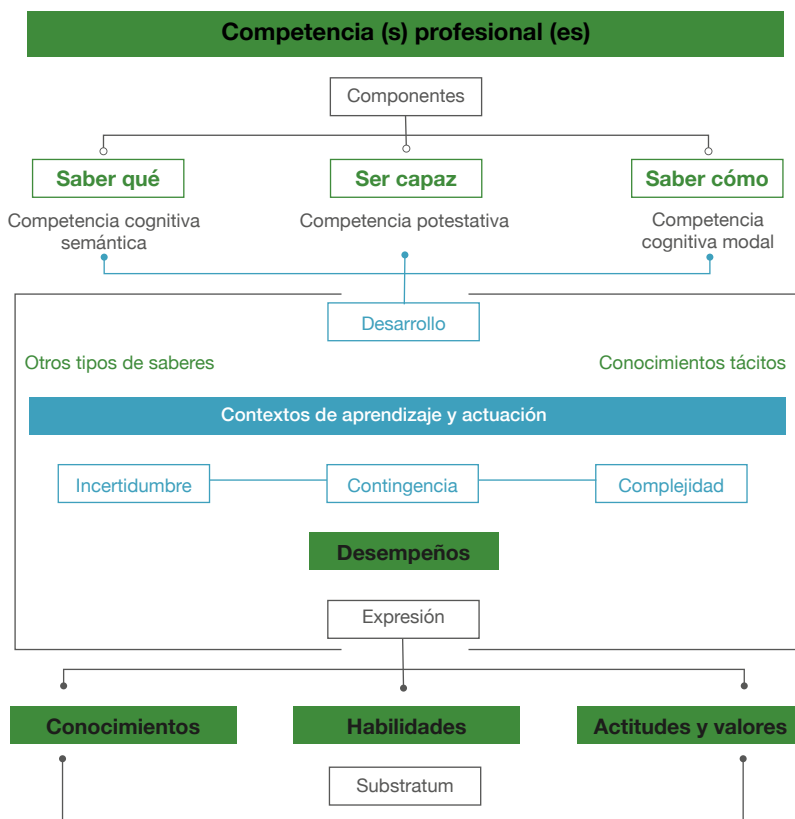 Competencia (s) profesional (es)
Componentes
Saber qué
Ser capaz
Saber cómo
Competencia cognitiva
semántica
Competencia potestativa
Competencia
cognitiva modal
Desarrollo
Otros tipos de saberes
Conocimientos tácitos
Contextos de aprendizaje y actuación
Incertidumbre
Contingencia
Complejidad
Desempeños
Expresión
Conocimientos
Habilidades
Actitudes y valores
Substratum